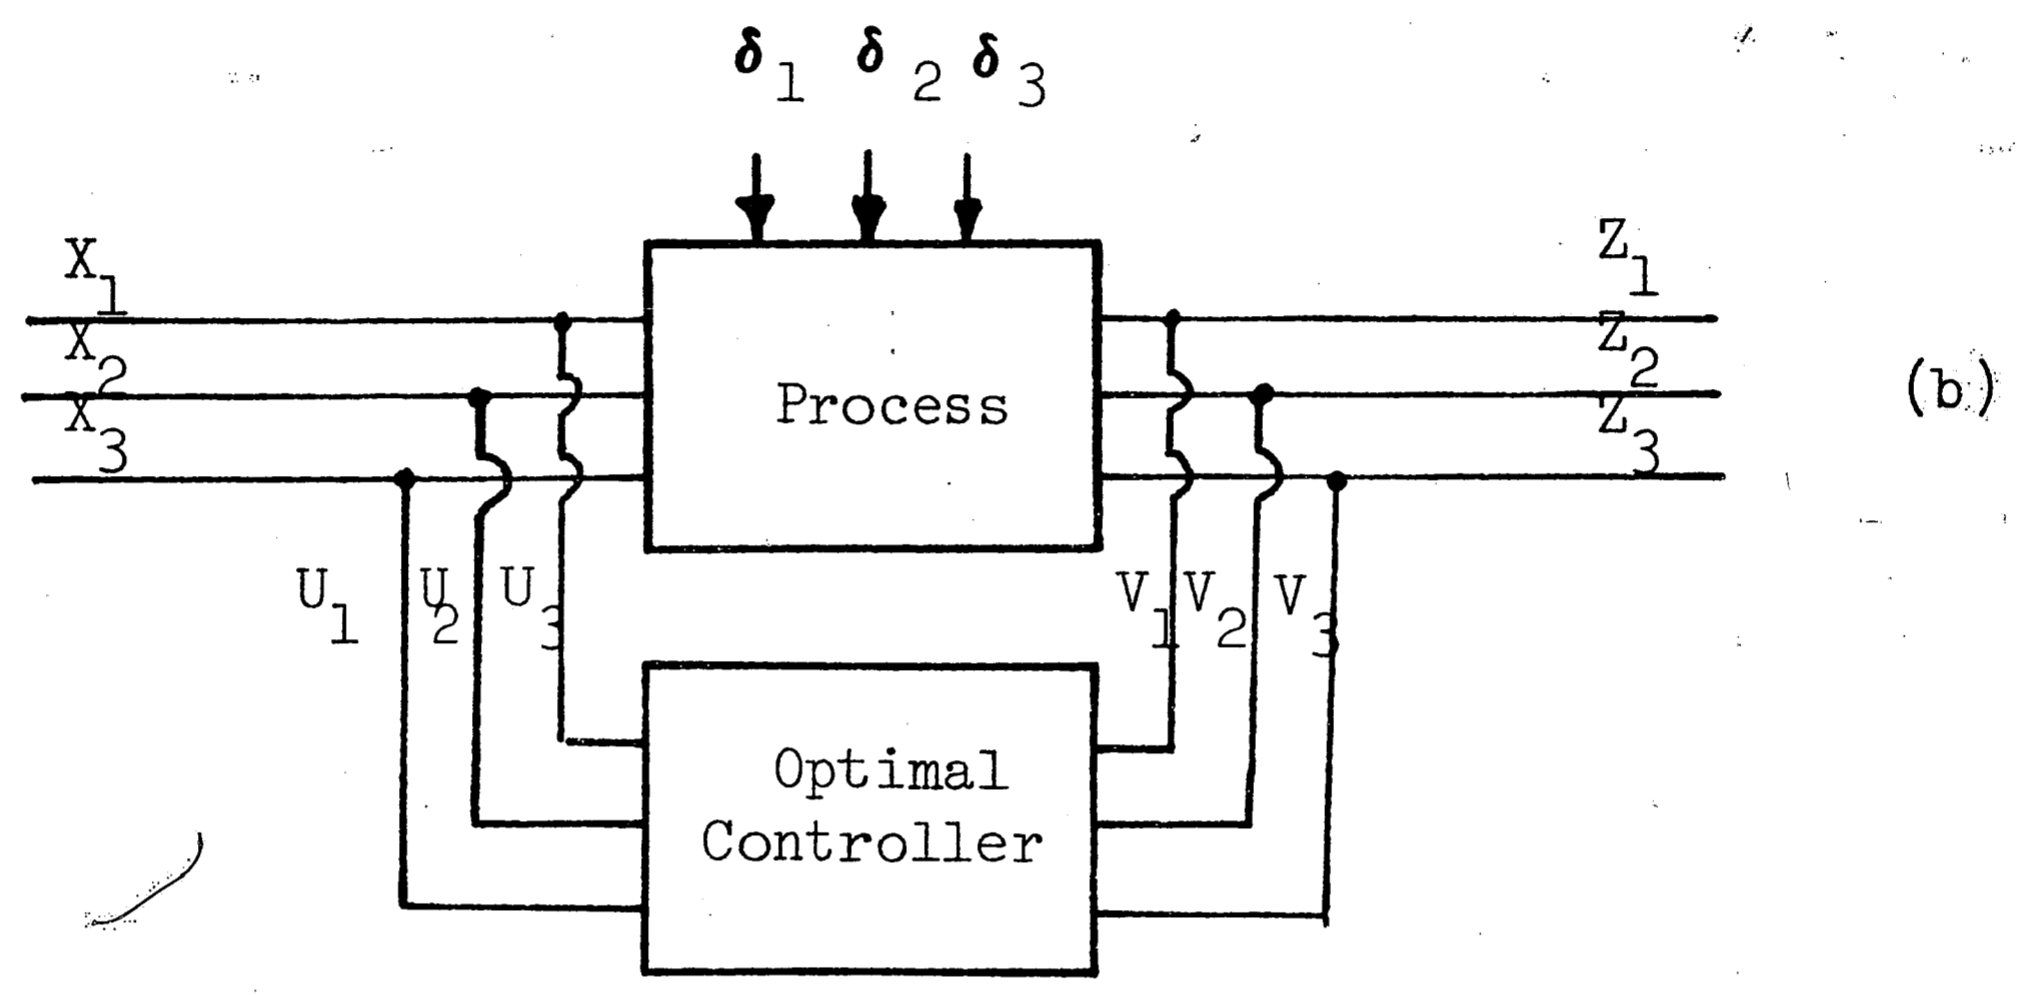 δ1 δ2 δ3
X1
Z1
X2
Z2
(b)
Process
X3
Z3
U1 U2 U3 V1 V2 V3
Optimal
Controller